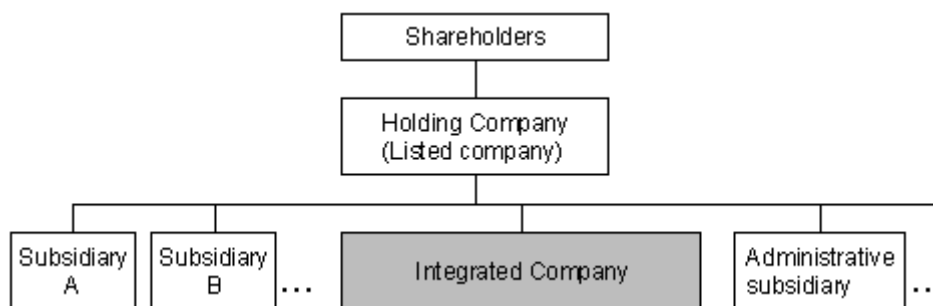 Shareholders
Holding Company
(Listed company)
Subsidiary
A
Subsidiary
B
...
Integrated Company
Administrative
subsidiary
..